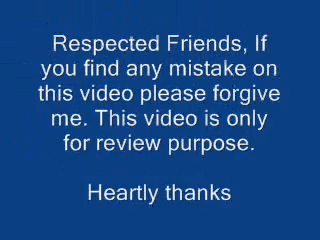 Respected Friends, If
you find any mistake on
this video please forgive
me. This video is only
for review purpose.
Heartly thanks